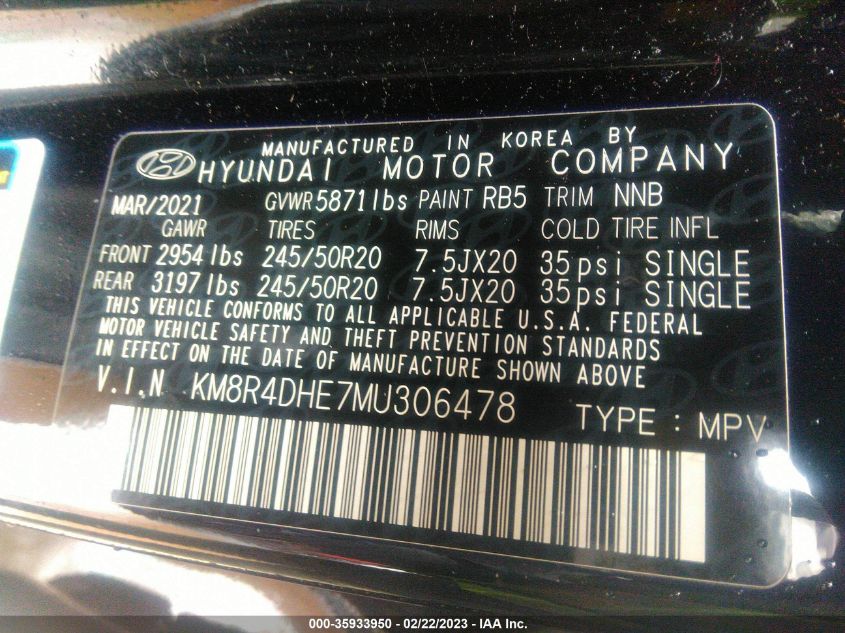 MANUFACTURED IN KOREA BY
HYUNDAI MOTOR COMPANY
MAR/2021 GVWR 5871lbs PAINT RB5 TRIM NNB
GAWR TIRES RIMS COLD TIRE INFL
FRONT 2954 lbs 245/50R20 7.5JX20 35psi SINGLE
REAR 3197 lbs 245/50R20 7.5JX20 35psi SINGLE
THIS VEHICLE CONFORMS TO ALL APPLICABLE U.S.A. FEDERAL
MOTOR VEHICLE SAFETY AND THEFT PREVENTION STANDARDS
IN EFFECT ON THE DATE OF MANUFACTURE SHOWN ABOVE
V.I.N KM8R4DHE7MU306478 TYPE : MPV
000-35933950 - 02/22/2023 - IAA Inc.